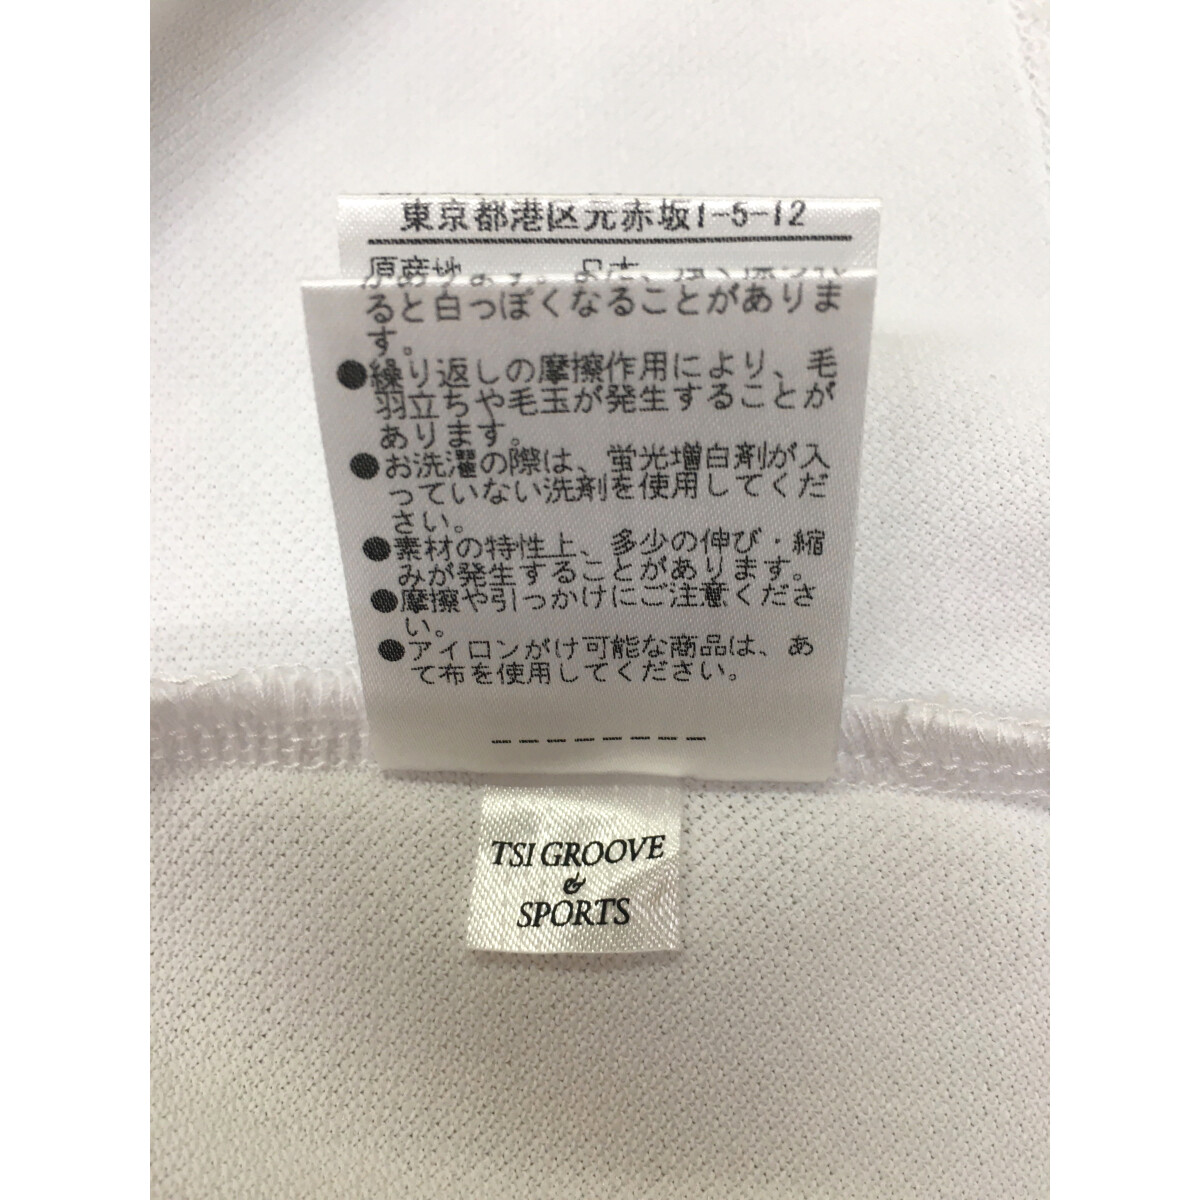 東京都港区元赤坂1-5-12
原産地 日本
ると白っぽくなることがありま
す。
●繰り返しの摩擦作用により、毛
羽立ちや毛玉が発生することが
あります。
●お洗濯の際は、蛍光増白剤が入
っていない洗剤を使用してくだ
さい。
●素材の特性上、多少の伸び・縮
みが発生することがあります。
●摩擦や引っかけにご注意くださ
い。
●アイロンがけ可能な商品は、あ
て布を使用してください。
TSI GROOVE
&
SPORTS